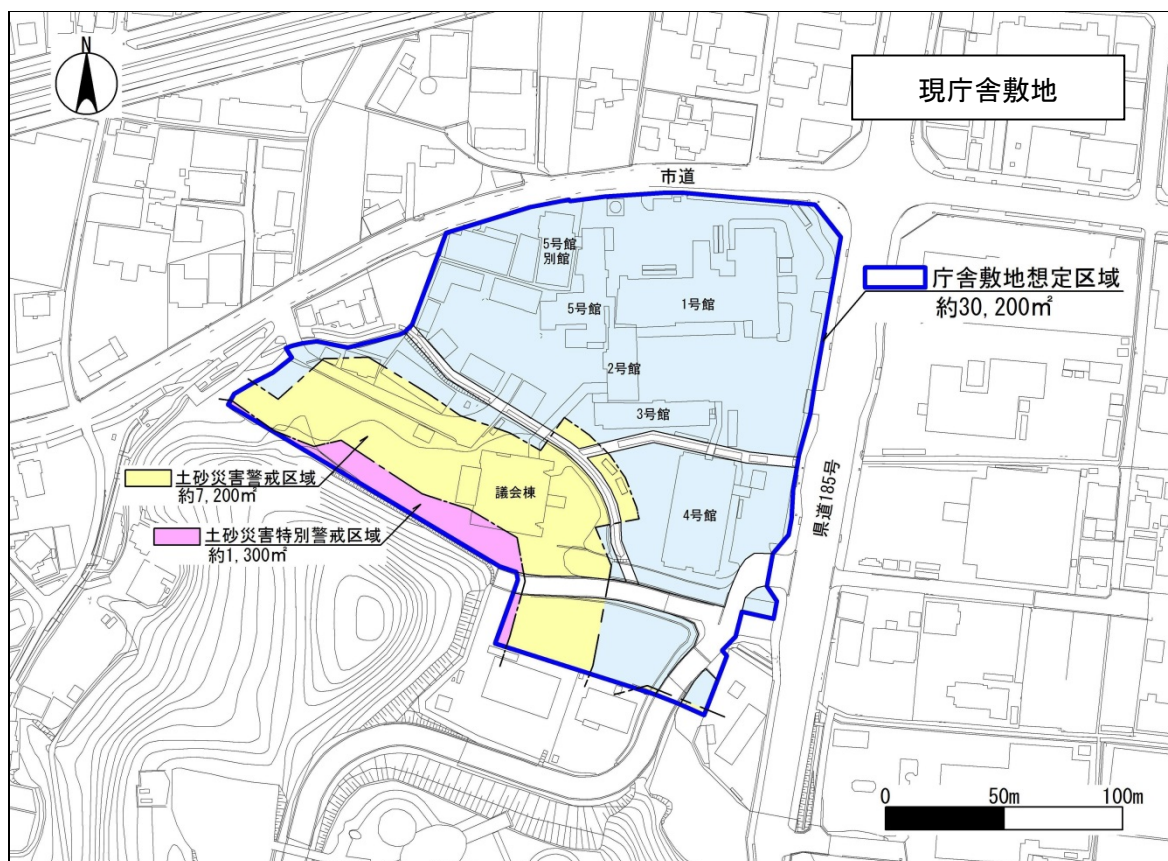 N
現庁舎敷地
市道
5号館
別館
5号館
1号館
2号館
3号館
4号館
議会棟
庁舎敷地想定区域
約30,200㎡
県道185号
土砂災害警戒区域
約7,200㎡
土砂災害特別警戒区域
約1,300㎡
0 50m 100m